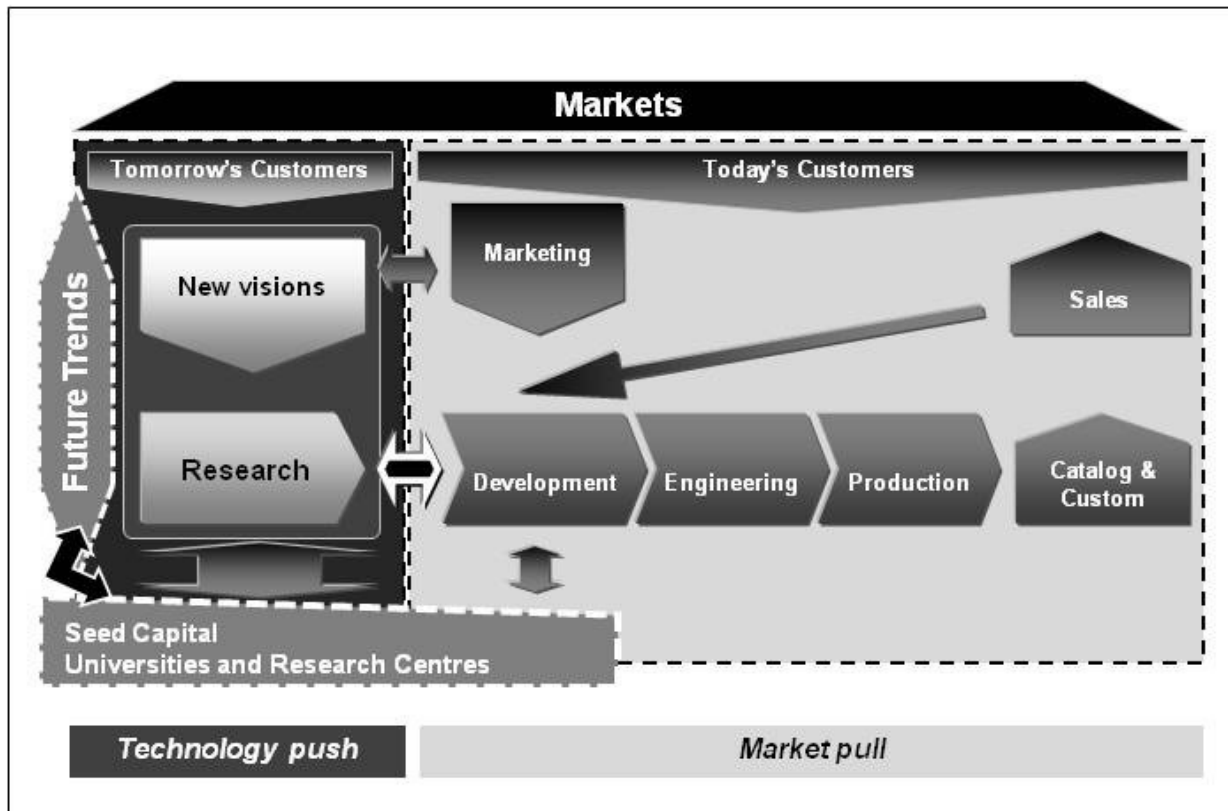 Markets
Tomorrow's Customers
Today's Customers
Future Trends
New visions
Marketing
Sales
Research
Development
Engineering
Production
Catalog &
Custom
Seed Capital
Universities and Research Centres
Technology push
Market pull